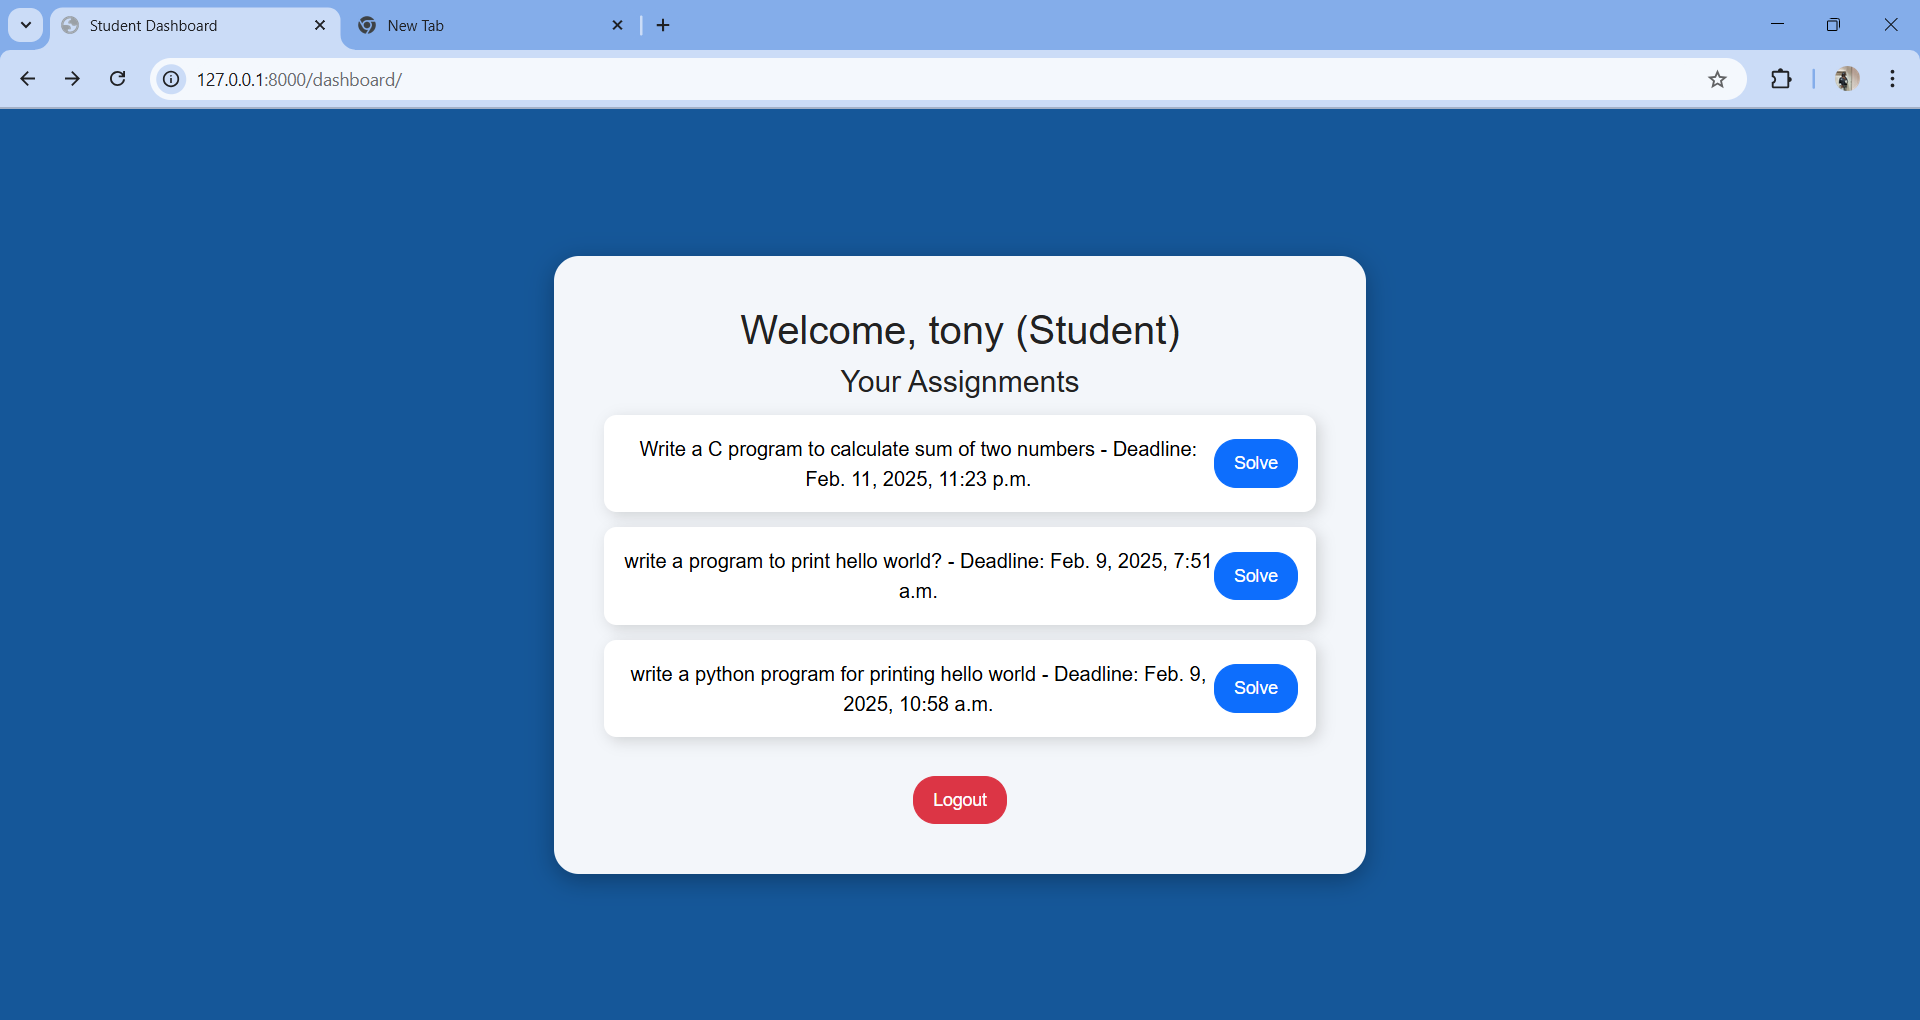 Student Dashboard
New Tab
127.0.0.1:8000/dashboard/
Welcome, tony (Student)
Your Assignments
Write a C program to calculate sum of two numbers - Deadline:
Feb. 11, 2025, 11:23 p.m.
Solve
write a program to print hello world? - Deadline: Feb. 9, 2025, 7:51
a.m.
Solve
write a python program for printing hello world - Deadline: Feb. 9,
2025, 10:58 a.m.
Solve
Logout